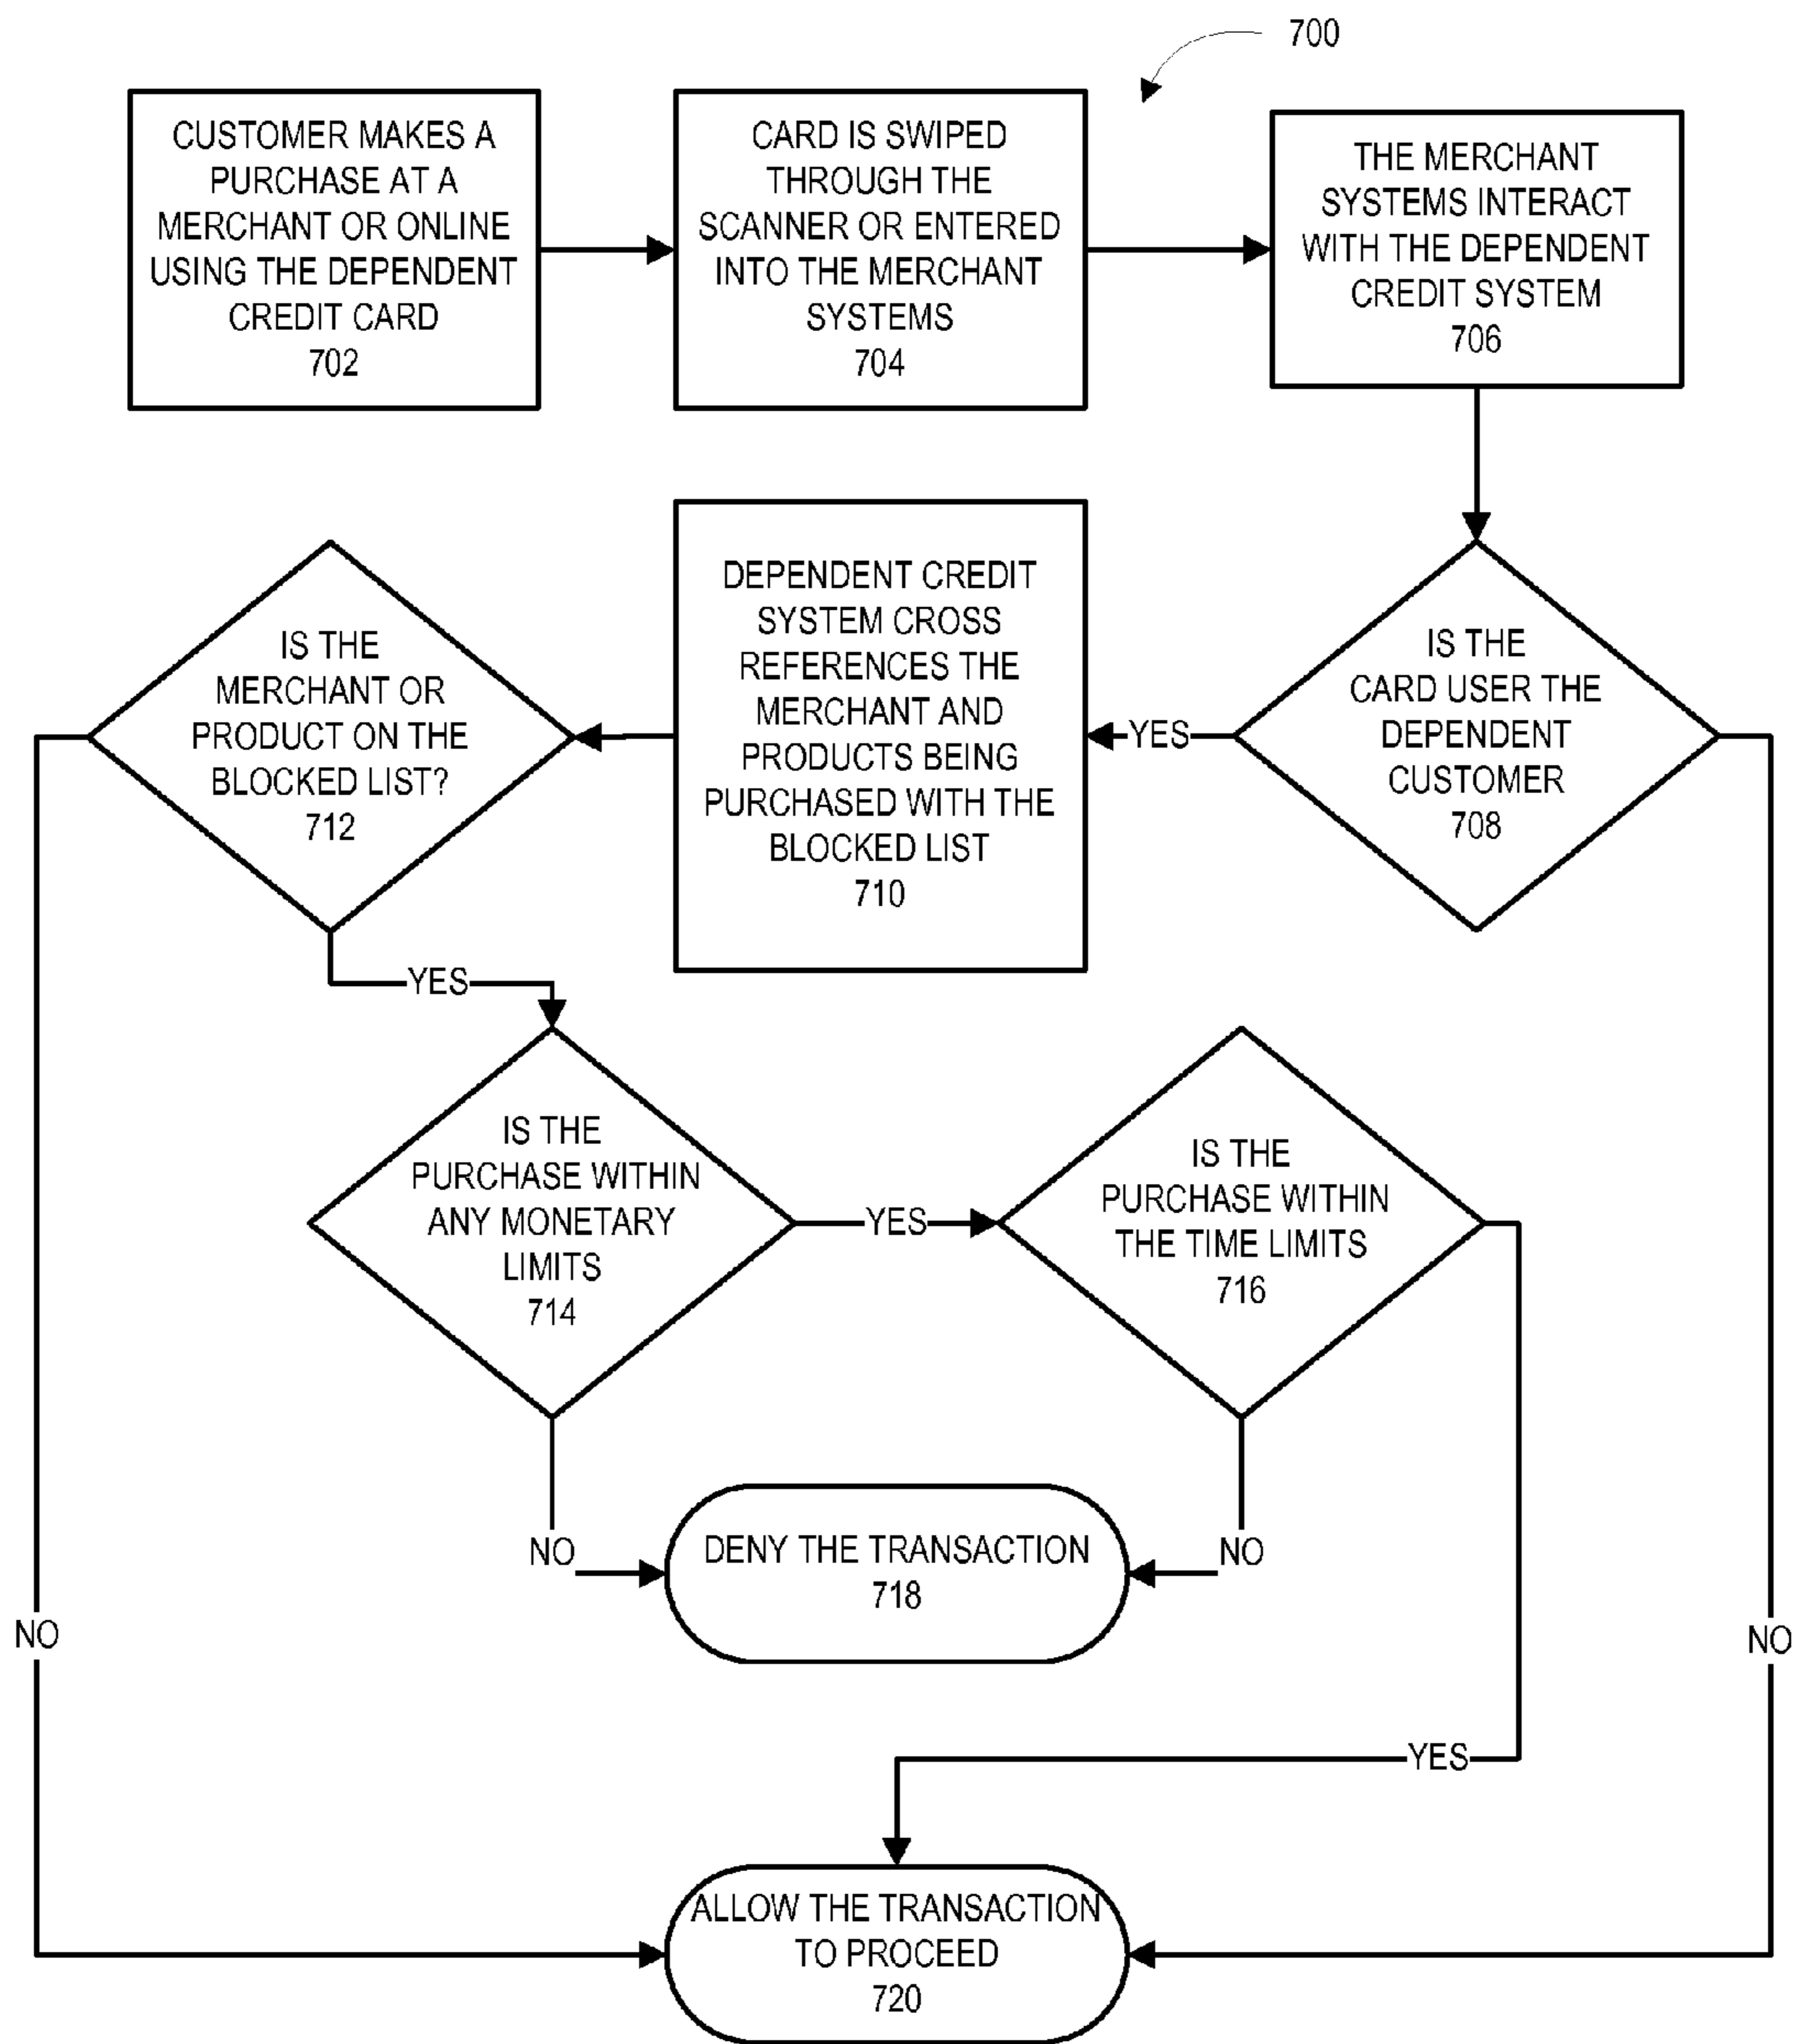 700
CUSTOMER MAKES A
PURCHASE AT A
MERCHANT OR ONLINE
USING THE DEPENDENT
CREDIT CARD
702
CARD IS SWIPED
THROUGH THE
SCANNER OR ENTERED
INTO THE MERCHANT
SYSTEMS
704
THE MERCHANT
SYSTEMS INTERACT
WITH THE DEPENDENT
CREDIT SYSTEM
706
IS THE
CARD USER THE
DEPENDENT
CUSTOMER
708
YES
DEPENDENT CREDIT
SYSTEM CROSS
REFERENCES THE
MERCHANT AND
PRODUCTS BEING
PURCHASED WITH THE
BLOCKED LIST
710
IS THE
MERCHANT OR
PRODUCT ON THE
BLOCKED LIST?
712
YES
IS THE
PURCHASE WITHIN
ANY MONETARY
LIMITS
714
YES
IS THE
PURCHASE WITHIN
THE TIME LIMITS
716
NO
DENY THE TRANSACTION
718
NO
NO
NO
YES
ALLOW THE TRANSACTION
TO PROCEED
720